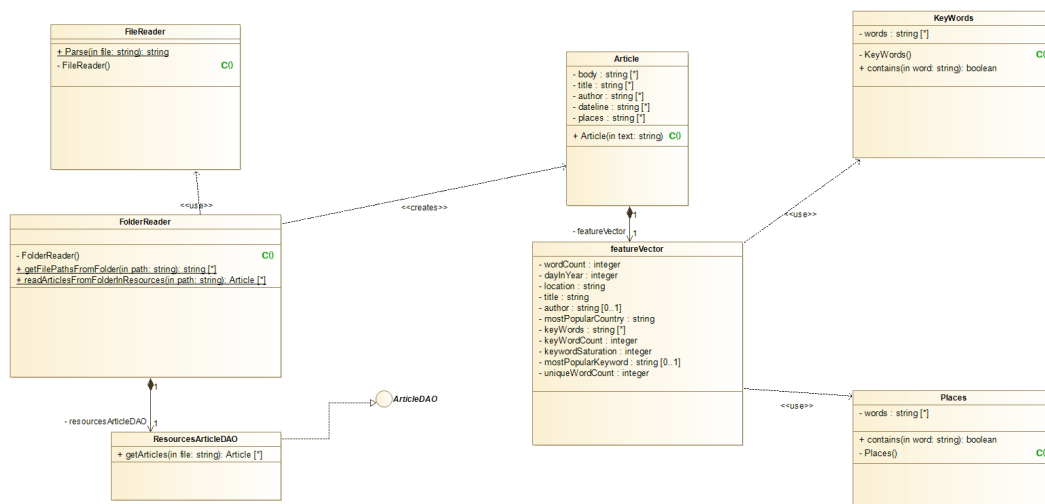 FileReader
+ Parse(in file: string): string
- FileReader()
C()
<<use>>
FolderReader
- FolderReader()
C()
+ getFilePathsFromFolder(in path: string): string [*]
+ readArticlesFromFolderInResources(in path: string): Article [*]
1
- resourcesArticleDAO
1
ResourcesArticleDAO
+ getArticles(in file: string): Article [*]
ArticleDAO
<<creates>>
Article
- body : string [*]
- title : string [*]
- author : string [*]
- dateline : string [*]
- places : string [*]
+ Article(in text: string)
C()
1
- featureVector
1
featureVector
- wordCount : integer
- dayInYear : integer
- location : string
- title : string
- author : string [0..1]
- mostPopularCountry : string
- keyWords : string [*]
- keyWordCount : integer
- keywordSaturation : integer
- mostPopularKeyword : string [0..1]
- uniqueWordCount : integer
<<use>>
KeyWords
- words : string [*]
- KeyWords()
C()
+ contains(in word: string): boolean
<<use>>
Places
- words : string [*]
+ contains(in word: string): boolean
- Places()
C()